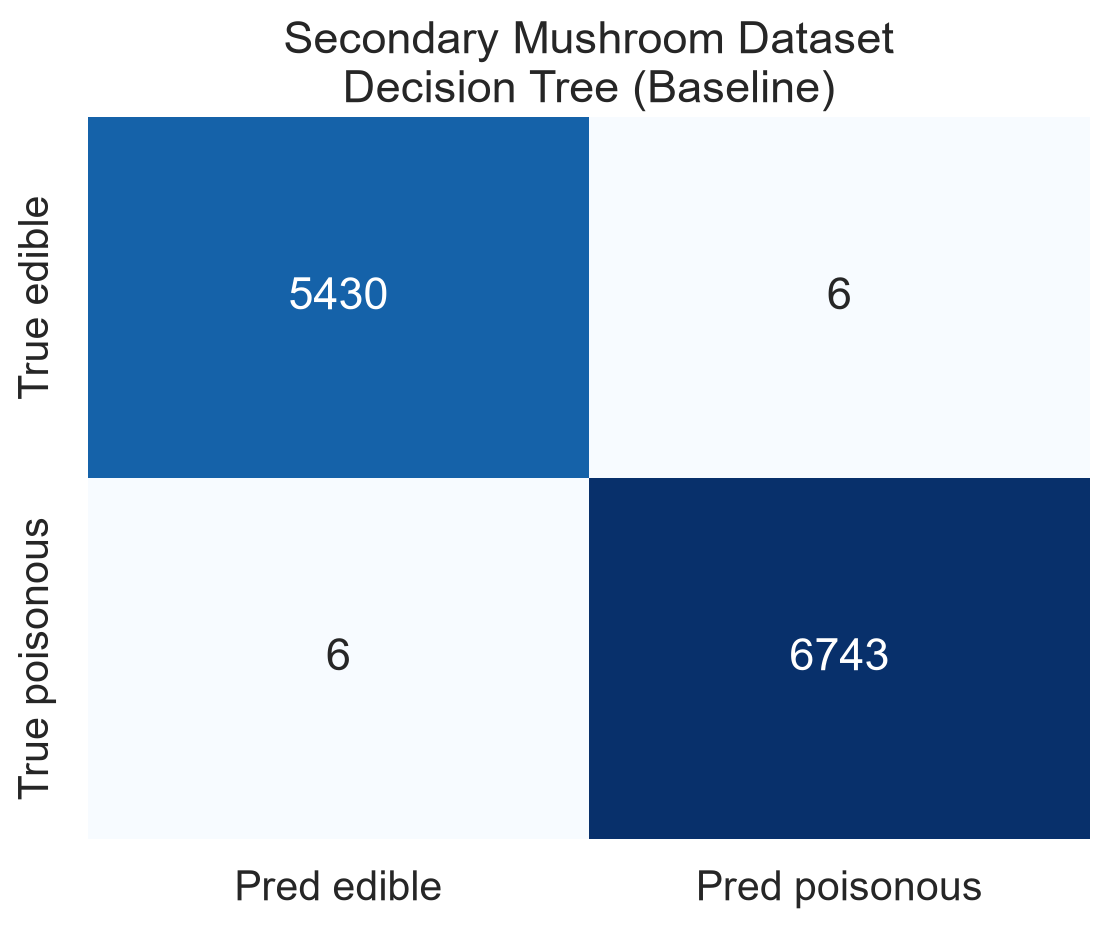 Secondary Mushroom Dataset
Decision Tree (Baseline)
True edible
5430
6
True poisonous
6
6743
Pred edible
Pred poisonous